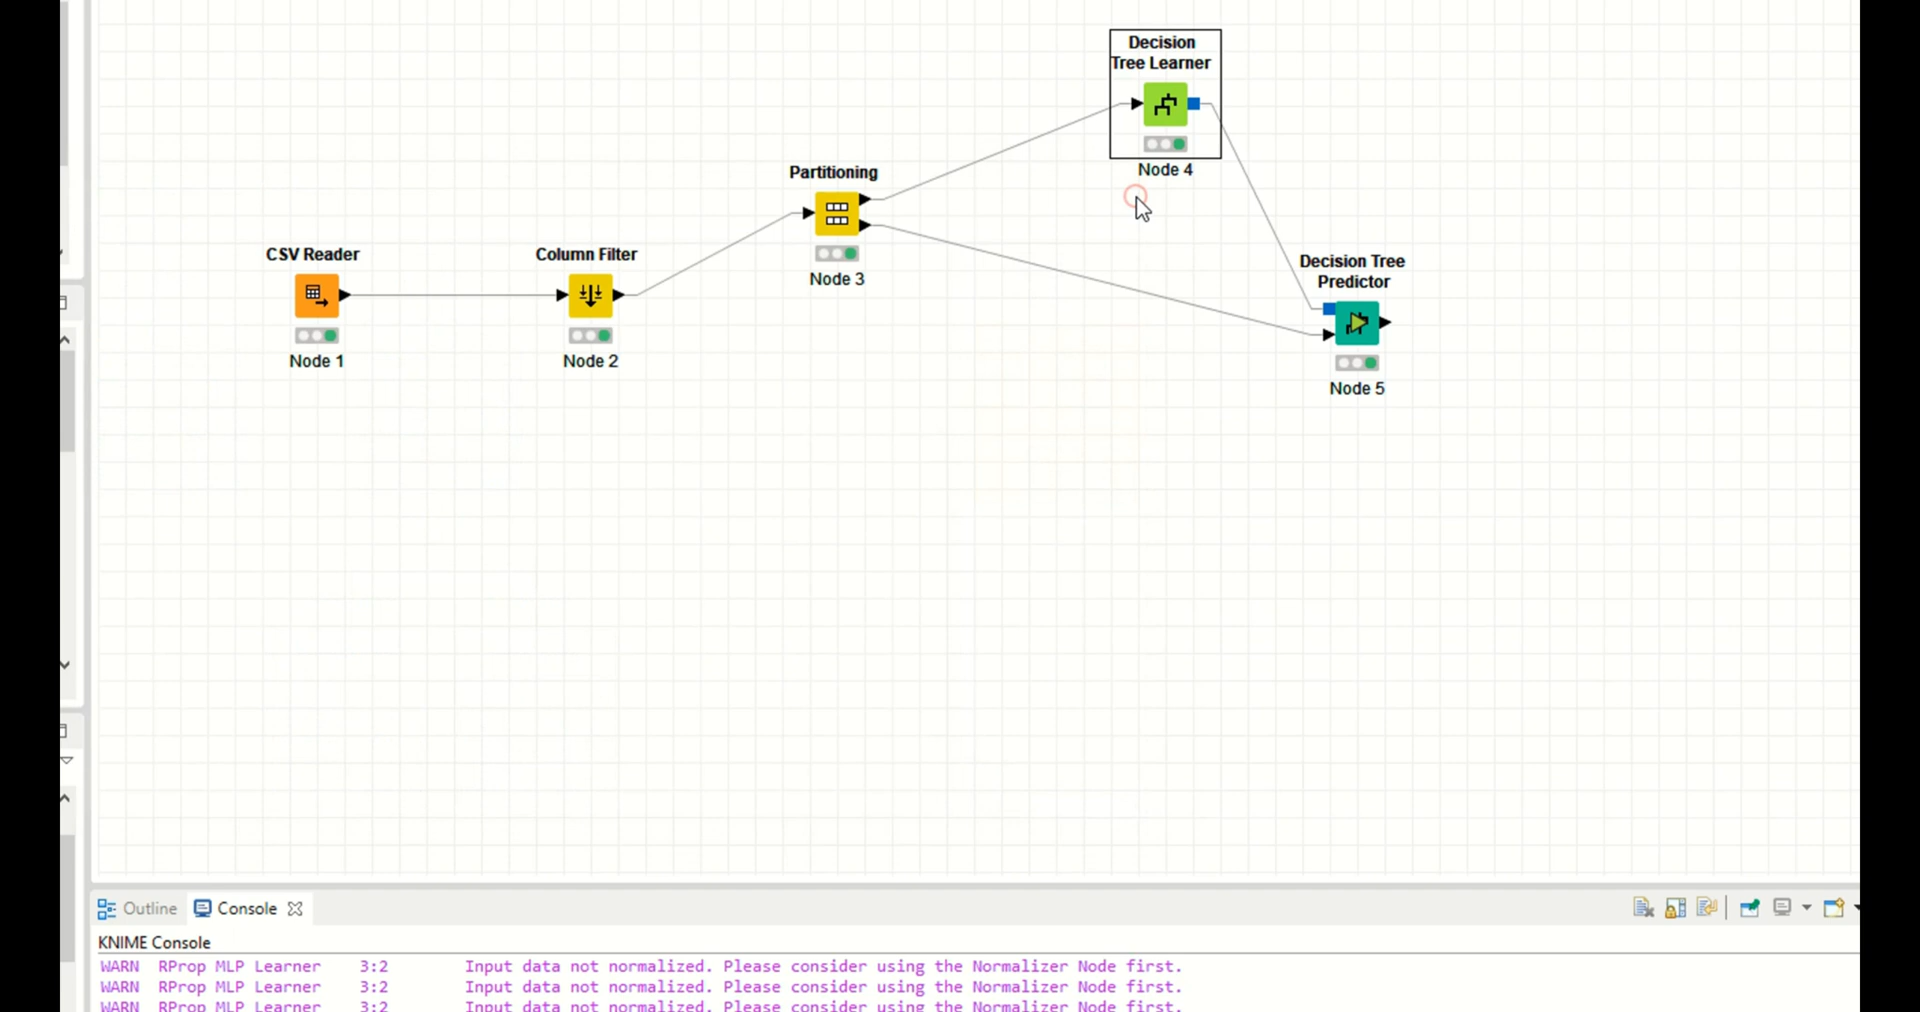 Decision
Tree Learner
Node 4
Partitioning
Node 3
CSV Reader
Node 1
Column Filter
Node 2
Decision Tree
Predictor
Node 5
Outline
Console
KNIME Console
WARN RProp MLP Learner 3:2 Input data not normalized. Please consider using the Normalizer Node first.
WARN RProp MLP Learner 3:2 Input data not normalized. Please consider using the Normalizer Node first.
WARN RProp MLP Learner 3:2 Input data not normalized. Please consider using the Normalizer Node first.